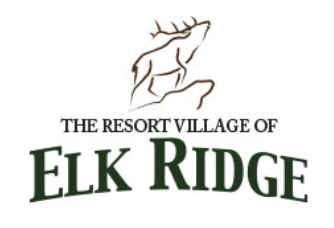 THE RESORT VILLAGE OF
ELK RIDGE